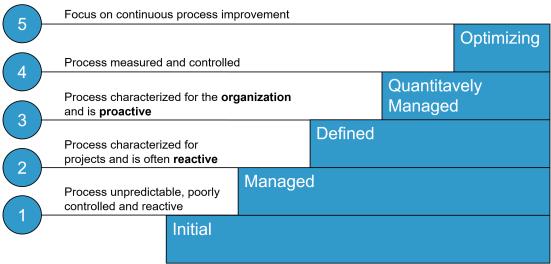 5
Focus on continuous process improvement
Optimizing
4
Process measured and controlled
Quantitavely
Managed
3
Process characterized for the organization
and is proactive
Defined
2
Process characterized for
projects and is often reactive
Managed
1
Process unpredictable, poorly
controlled and reactive
Initial